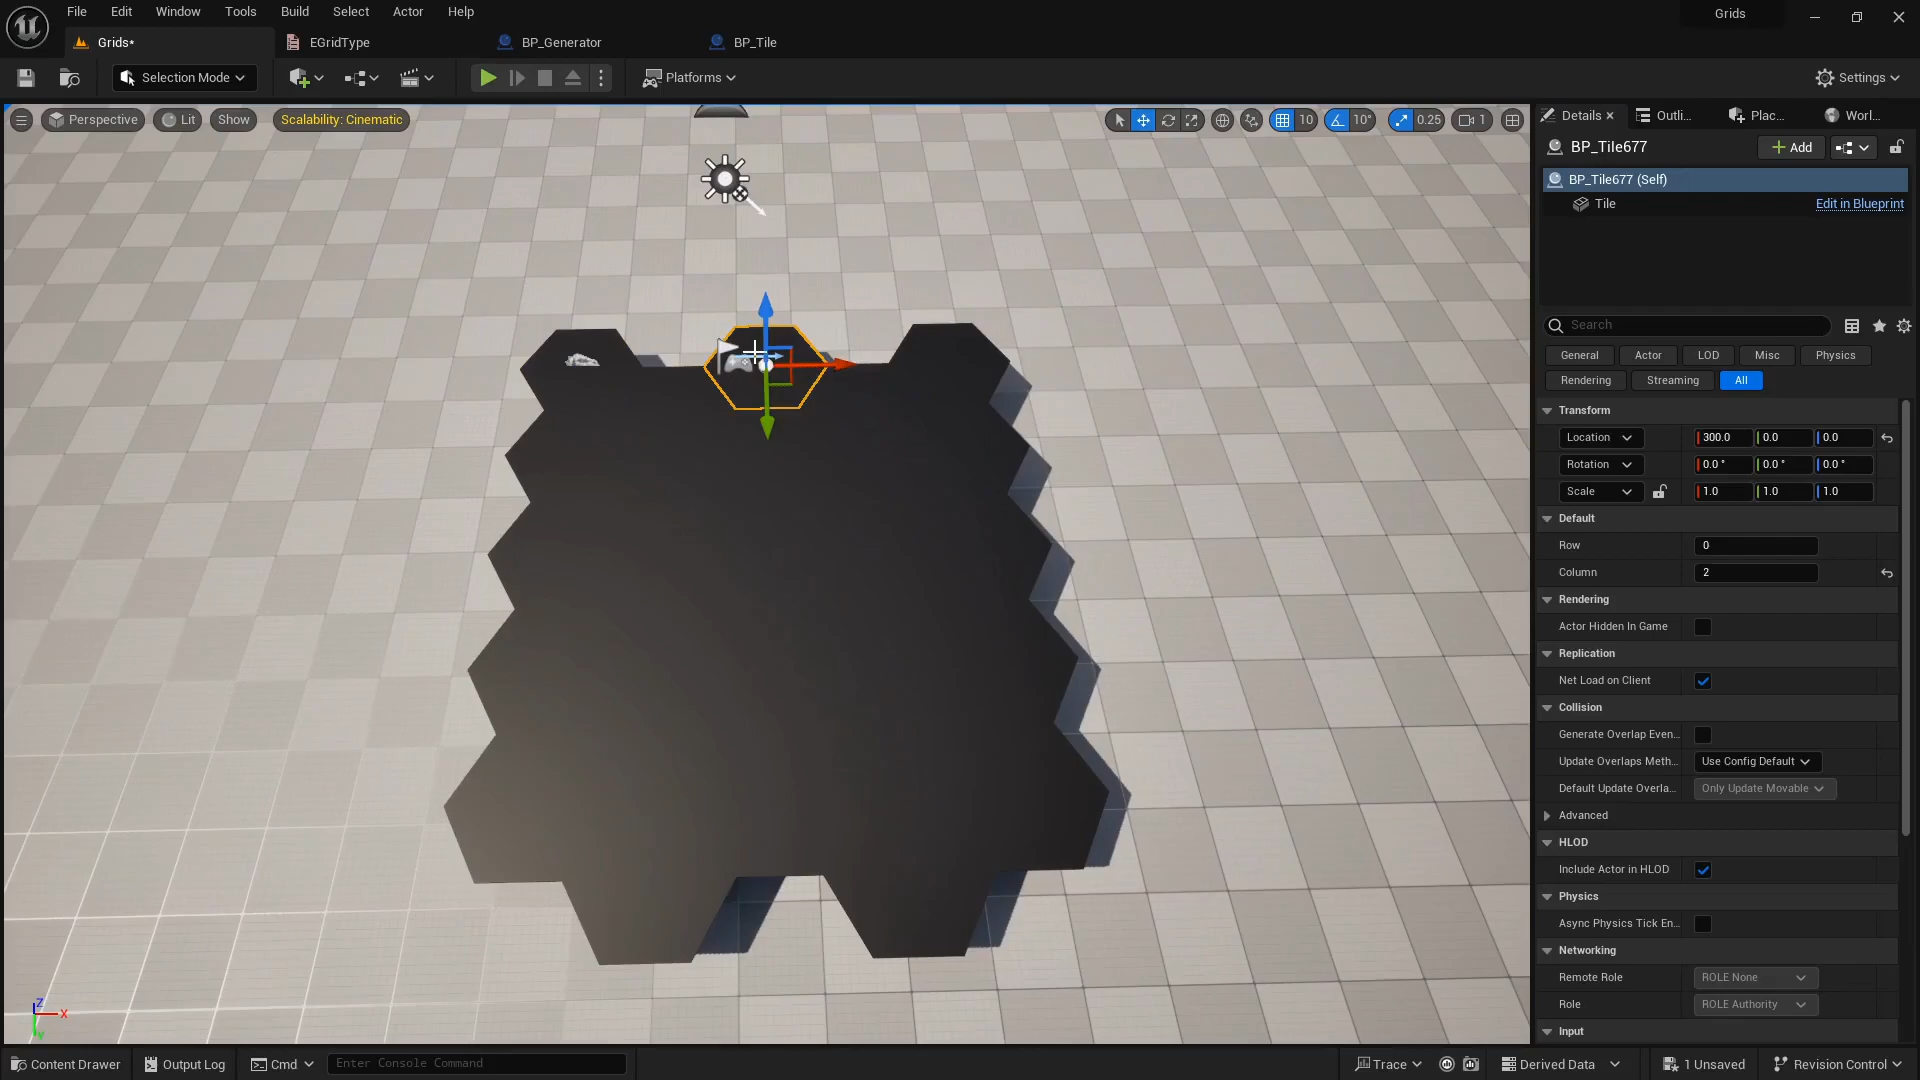 File Edit Window Tools Build Select Actor Help
Grids
Grids* EGridType BP_Generator BP_Tile
Selection Mode Platforms Settings
Perspective Lit Show Scalability: Cinematic 10 10° 0.25 1
Details Outli... Plac... Worl...
BP_Tile677 Add
BP_Tile677 (Self)
Tile Edit in Blueprint
Search
General Actor LOD Misc Physics
Rendering Streaming All
Transform
Location 300.0 0.0 0.0
Rotation 0.0 ° 0.0 ° 0.0 °
Scale 1.0 1.0 1.0
Default
Row 0
Column 2
Rendering
Actor Hidden In Game
Replication
Net Load on Client
Collision
Generate Overlap Even...
Update Overlaps Meth... Use Config Default
Default Update Overla... Only Update Movable
Advanced
HLOD
Include Actor in HLOD
Physics
Async Physics Tick En...
Networking
Remote Role ROLE None
Role ROLE Authority
Input
Z
X
Y
Content Drawer Output Log Cmd Enter Console Command Trace Derived Data 1 Unsaved Revision Control